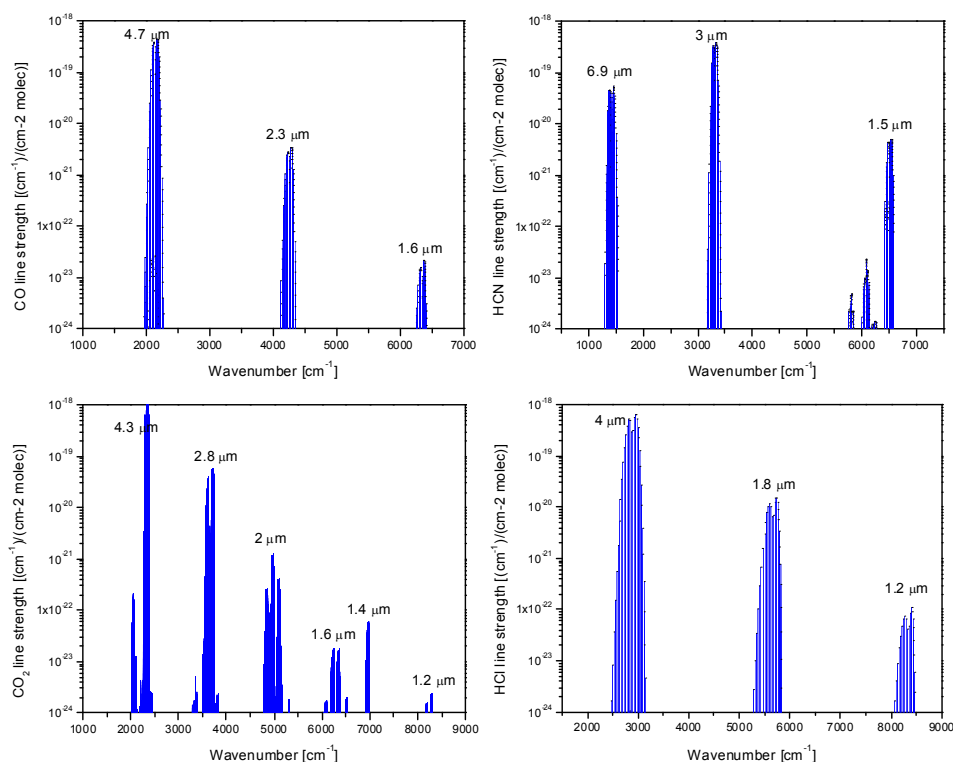 CO line strength [(cm⁻¹)/(cm-2 molec)]
10⁻¹⁸
10⁻¹⁹
10⁻²⁰
10⁻²¹
1x10⁻²²
10⁻²³
10⁻²⁴
4.7 µm
2.3 µm
1.6 µm
1000 2000 3000 4000 5000 6000 7000
Wavenumber [cm⁻¹]
HCN line strength [(cm⁻¹)/(cm-2 molec)]
10⁻¹⁸
10⁻¹⁹
10⁻²⁰
10⁻²¹
1x10⁻²²
10⁻²³
10⁻²⁴
3 µm
6.9 µm
1.5 µm
1000 2000 3000 4000 5000 6000 7000
Wavenumber [cm⁻¹]
CO₂ line strength [(cm⁻¹)/(cm-2 molec)]
10⁻¹⁸
10⁻¹⁹
10⁻²⁰
10⁻²¹
1x10⁻²²
10⁻²³
10⁻²⁴
4.3 µm
2.8 µm
2 µm
1.6 µm
1.4 µm
1.2 µm
1000 2000 3000 4000 5000 6000 7000 8000 9000
Wavenumber [cm⁻¹]
HCl line strength [(cm⁻¹)/(cm-2 molec)]
10⁻¹⁸
10⁻¹⁹
10⁻²⁰
10⁻²¹
1x10⁻²²
10⁻²³
10⁻²⁴
4 µm
1.8 µm
1.2 µm
2000 3000 4000 5000 6000 7000 8000 9000
Wavenumber [cm⁻¹]